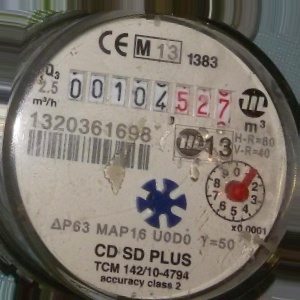 CE M 13 1383
Q3
2.5
m³/h
00104527
m³
1320361698
13
H-R=80
V-R=40
x0.0001
ΔP63 MAP16 U0D0 T=50
CD SD PLUS
TCM 142/10-4794
accuracy class 2